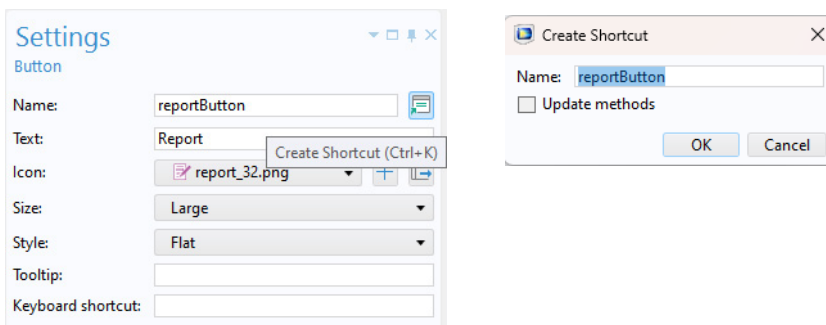 Settings
Button
Name: reportButton
Text: Report
Create Shortcut (Ctrl+K)
Icon: report_32.png
Size: Large
Style: Flat
Tooltip:
Keyboard shortcut:
Create Shortcut
Name: reportButton
Update methods
OK Cancel